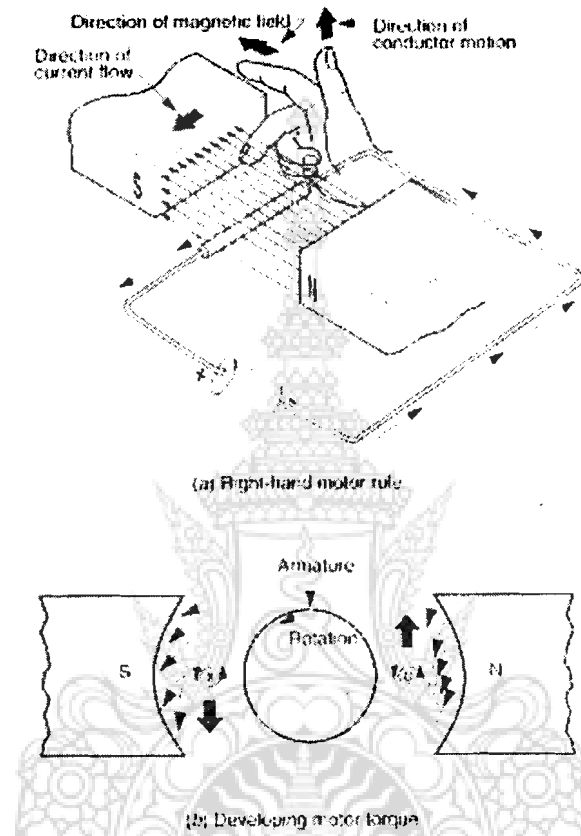 Direction of magnetic field
Direction of
conductor motion
Direction of
current flow
S
N
+
(a) Right-hand motor rule
Armature
Rotation
S
N
(b) Developing motor torque